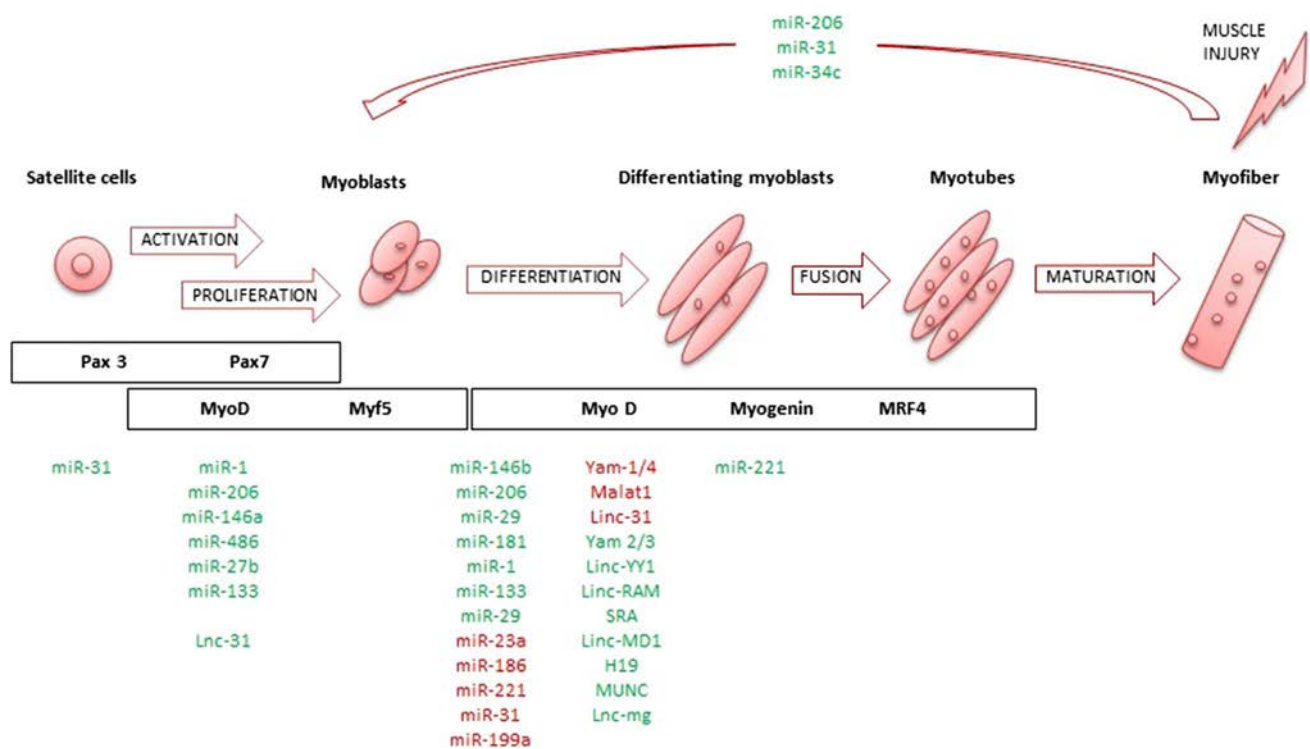 miR-206
miR-31
miR-34c
MUSCLE
INJURY
Satellite cells
Myoblasts
Differentiating myoblasts
Myotubes
Myofiber
ACTIVATION
PROLIFERATION
DIFFERENTIATION
FUSION
MATURATION
Pax 3 Pax7
MyoD Myf5
Myo D Myogenin MRF4
miR-31 miR-1 miR-146b Yam-1/4 miR-221
miR-206 miR-206 Malat1
miR-146a miR-29 Linc-31
miR-486 miR-181 Yam 2/3
miR-27b miR-1 Linc-YY1
miR-133 miR-133 Linc-RAM
miR-29 SRA
Lnc-31 miR-23a Linc-MD1
miR-186 H19
miR-221 MUNC
miR-31 Lnc-mg
miR-199a